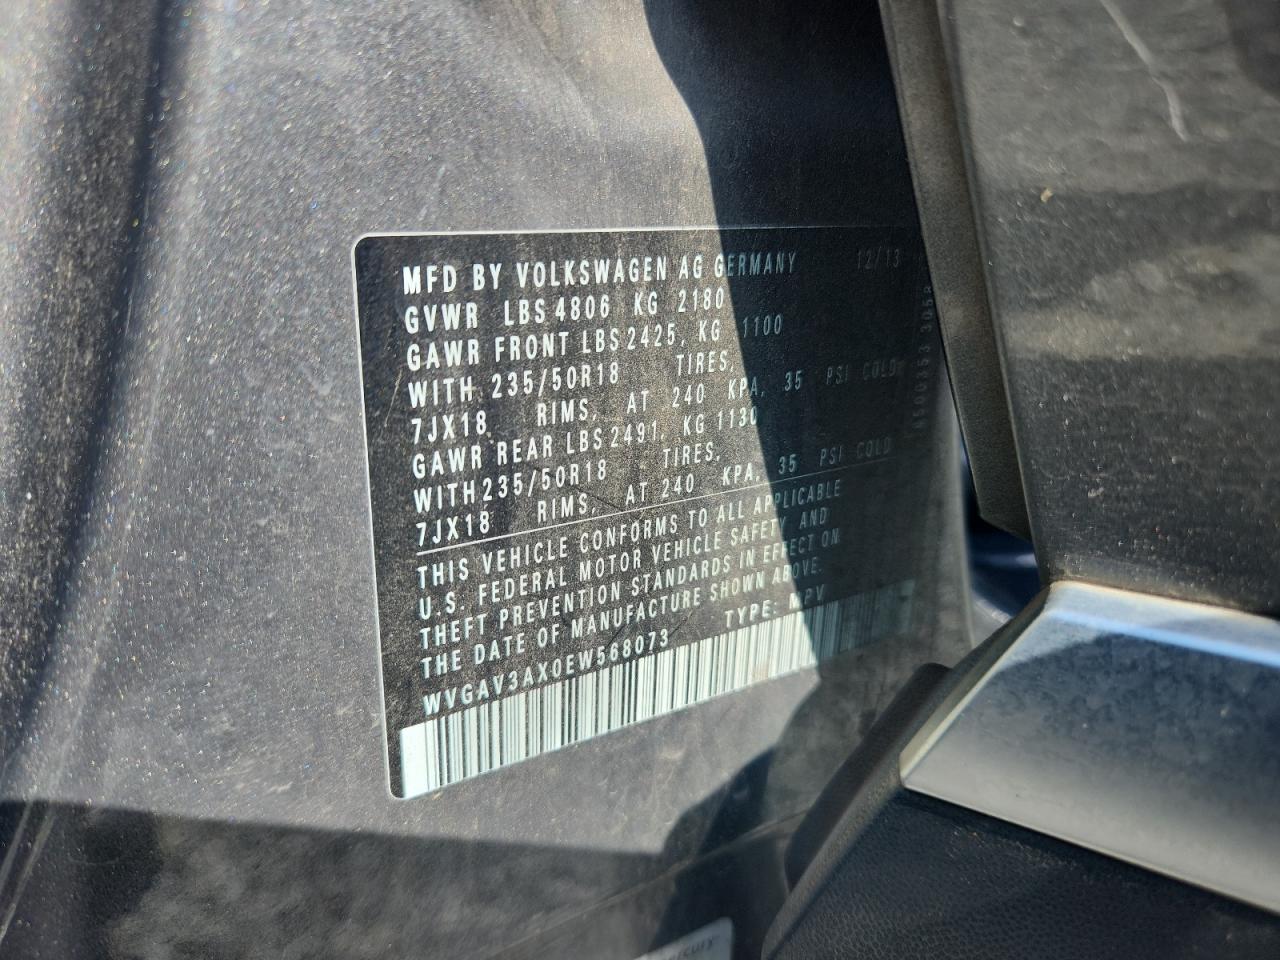 MFD BY VOLKSWAGEN AG GERMANY 12/13
GVWR LBS 4806 KG 2180
GAWR FRONT LBS 2425, KG 1100
WITH 235/50R18 TIRES,
7JX18 RIMS, AT 240 KPA, 35 PSI COLD
GAWR REAR LBS 2491, KG 1130
WITH 235/50R18 TIRES,
7JX18 RIMS, AT 240 KPA, 35 PSI COLD
THIS VEHICLE CONFORMS TO ALL APPLICABLE
U.S. FEDERAL MOTOR VEHICLE SAFETY AND
THEFT PREVENTION STANDARDS IN EFFECT ON
THE DATE OF MANUFACTURE SHOWN ABOVE.
WVGAV3AX0EW568073 TYPE: MPV